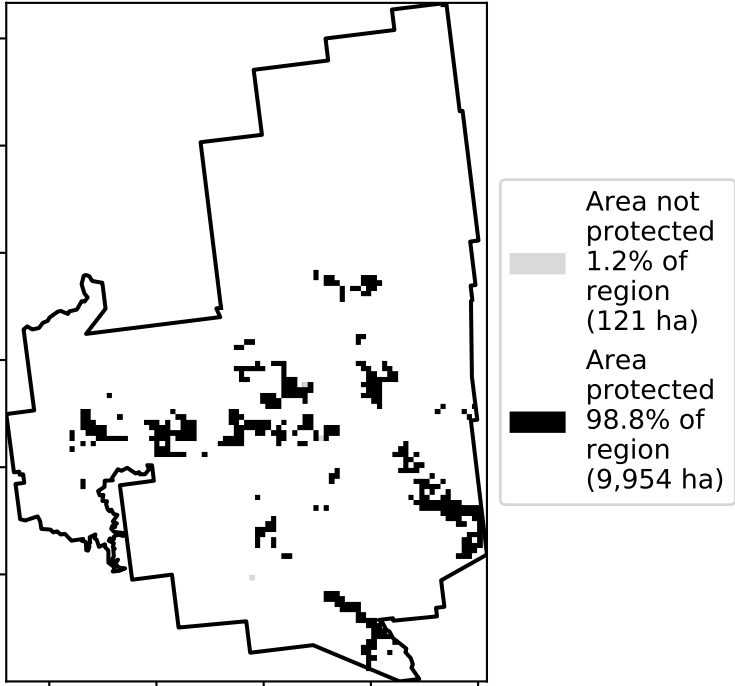 Area not
protected
1.2% of
region
(121 ha)
Area
protected
98.8% of
region
(9,954 ha)